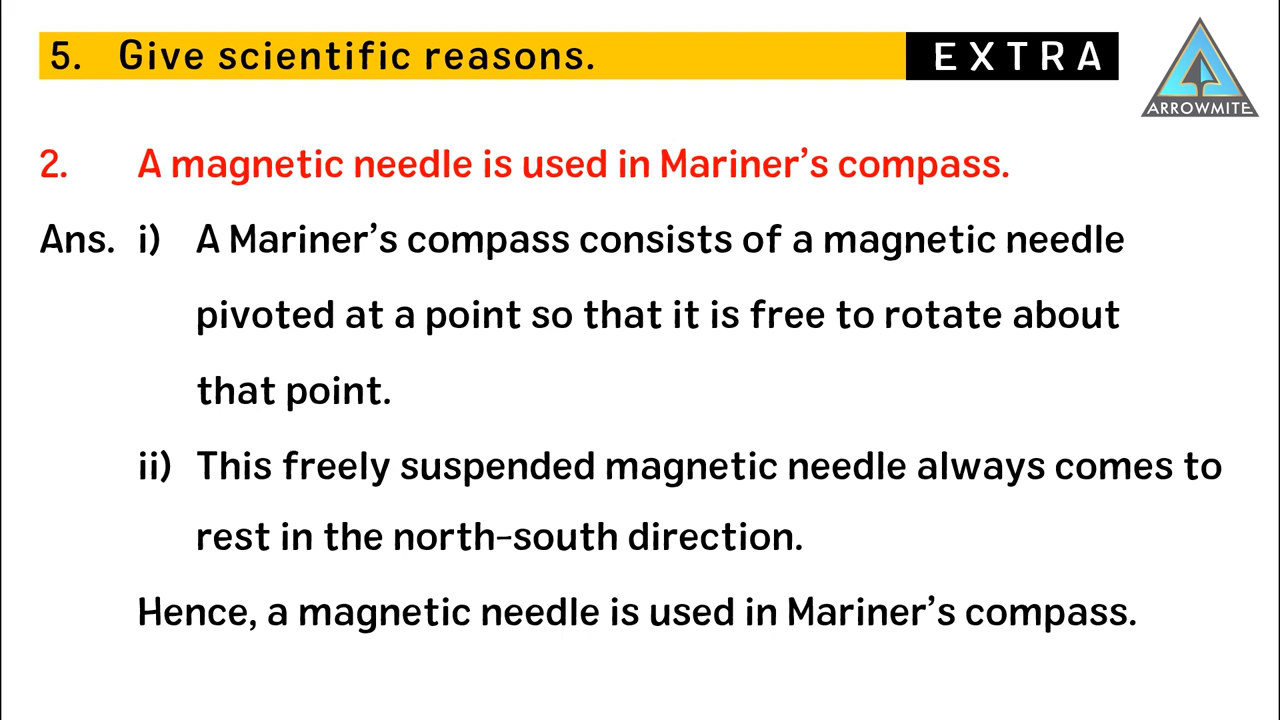 5. Give scientific reasons.
EXTRA
ARROWMITE
2. A magnetic needle is used in Mariner's compass.
Ans. i) A Mariner's compass consists of a magnetic needle
pivoted at a point so that it is free to rotate about
that point.
ii) This freely suspended magnetic needle always comes to
rest in the north-south direction.
Hence, a magnetic needle is used in Mariner's compass.